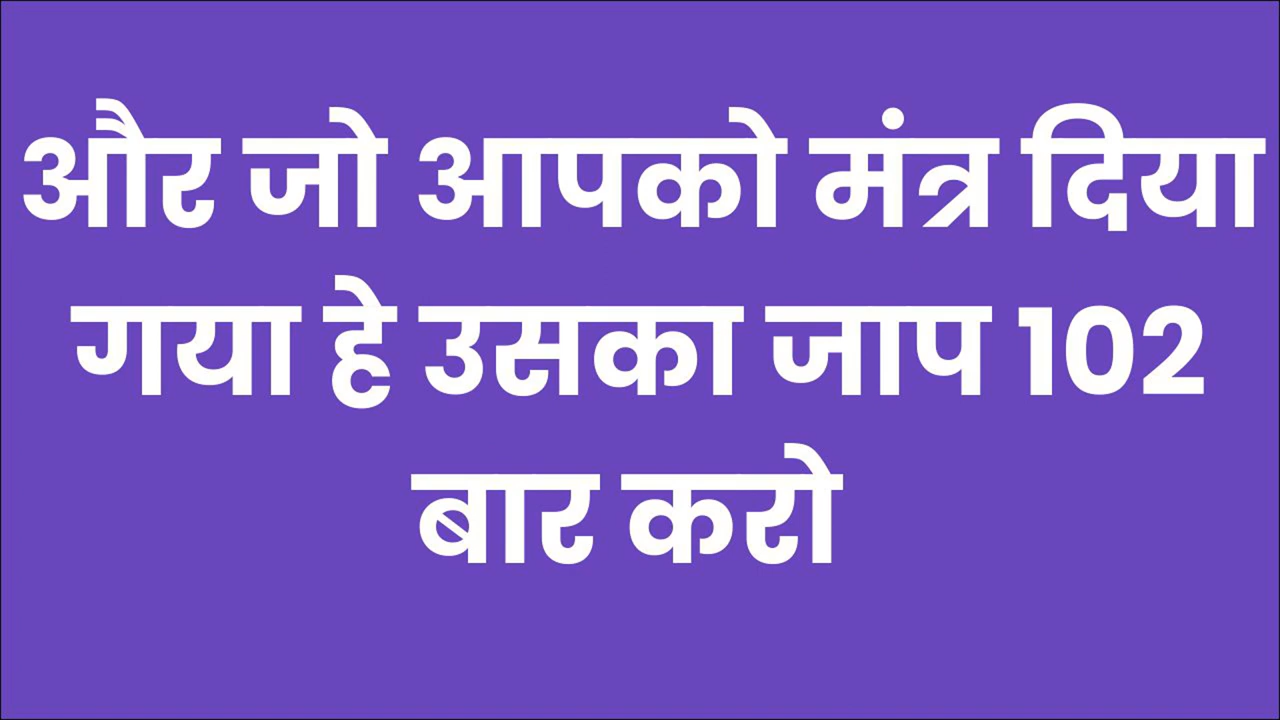 और जो आपको मंत्र दिया
गया हे उसका जाप 102
बार करो